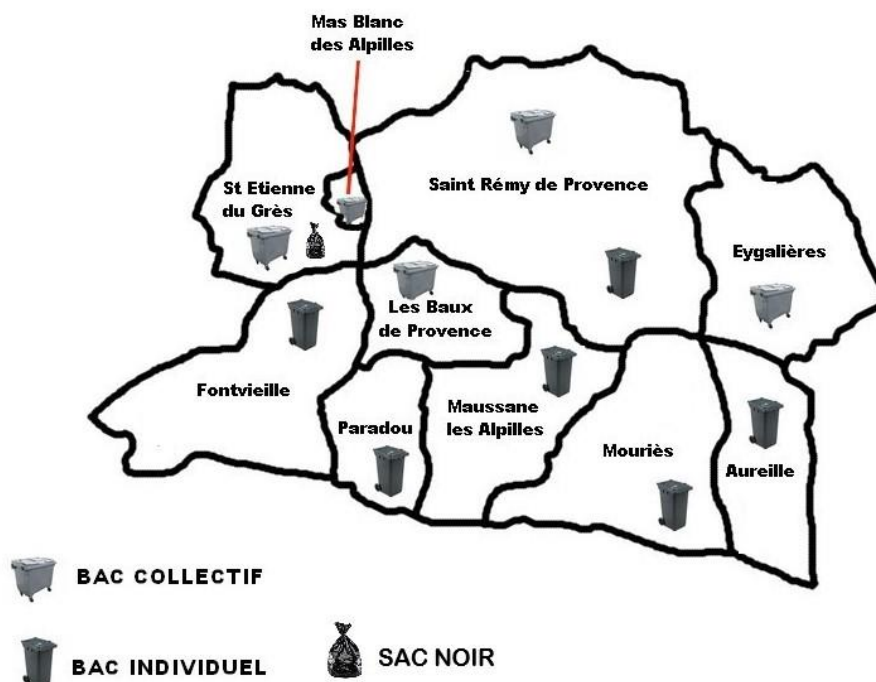 Mas Blanc
des Alpilles
St Etienne
du Grès
Saint Rémy de Provence
Eygalières
Les Baux
de Provence
Fontvieille
Paradou
Maussane
les Alpilles
Mouriès
Aureille
BAC COLLECTIF
BAC INDIVIDUEL
SAC NOIR